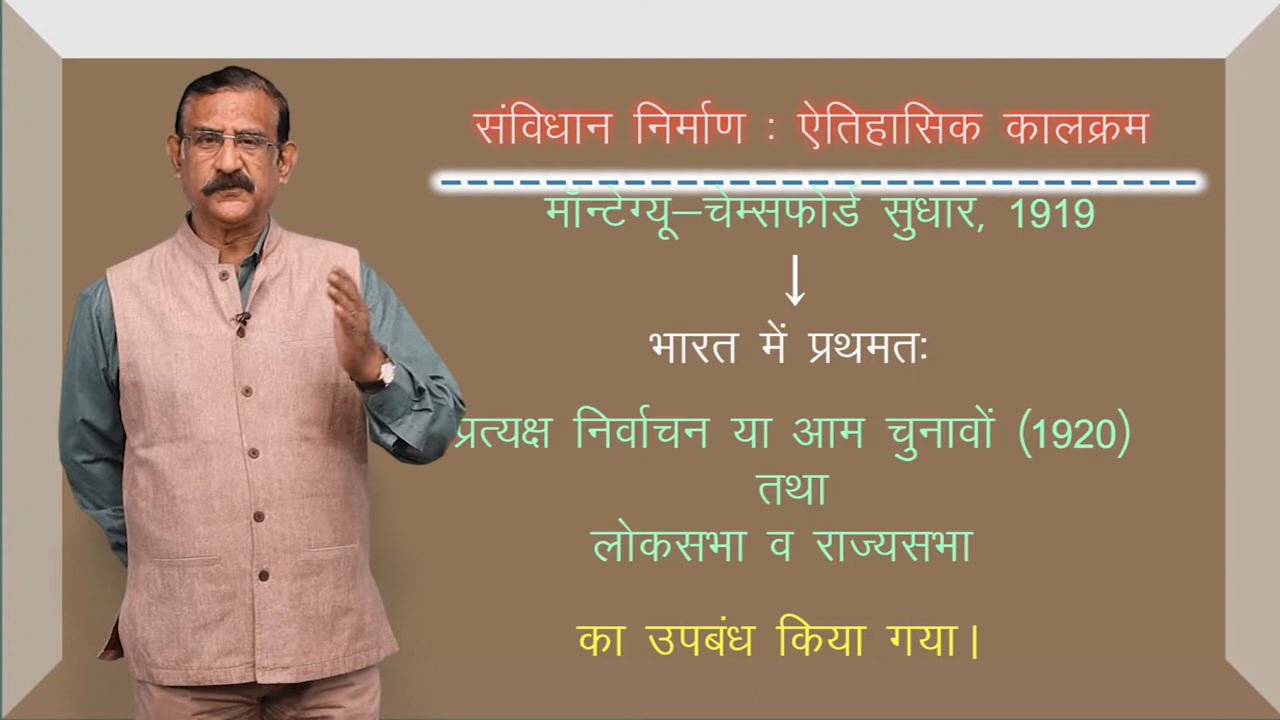 संविधान निर्माण : ऐतिहासिक कालक्रम
मॉन्टेग्यू–चेम्सफोर्ड सुधार, 1919
↓
भारत में प्रथमतः
प्रत्यक्ष निर्वाचन या आम चुनावों (1920)
तथा
लोकसभा व राज्यसभा
का उपबंध किया गया।